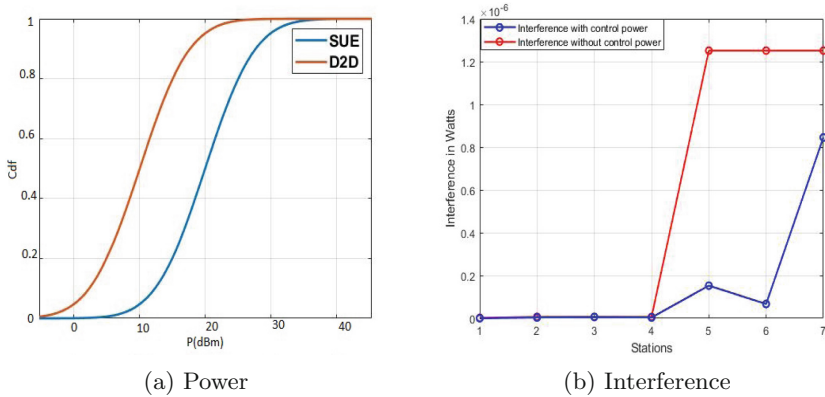 SUE
D2D
Cdf
1
0.8
0.6
0.4
0.2
0
0 10 20 30 40
P(dBm)
(a) Power
×10⁻⁶
Interference with control power
Interference without control power
Interference in Watts
1.4
1.2
1
0.8
0.6
0.4
0.2
0
1 2 3 4 5 6 7
Stations
(b) Interference